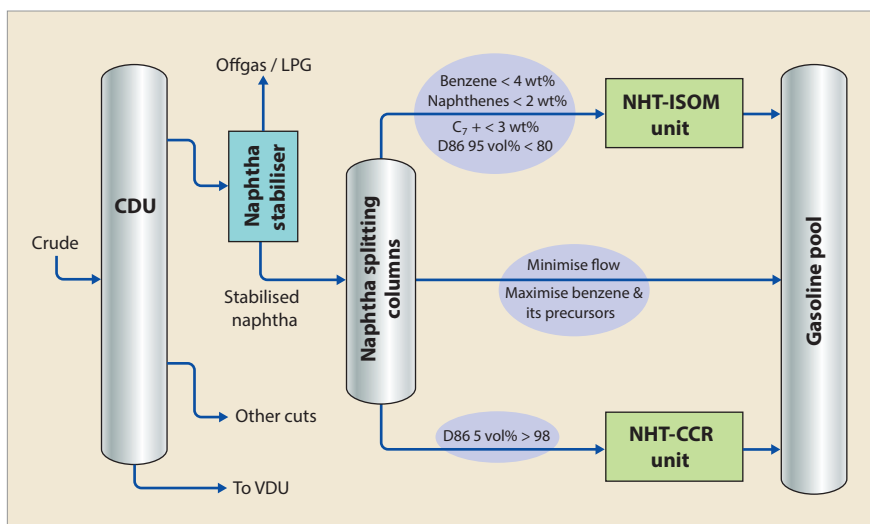 Offgas / LPG
Benzene < 4 wt%
Naphthenes < 2 wt%
C₇ + < 3 wt%
D86 95 vol% < 80
NHT-ISOM
unit
CDU
Naphtha
stabiliser
Crude
Stabilised
naphtha
Naphtha splitting
columns
Minimise flow
Maximise benzene &
its precursors
Gasoline pool
Other cuts
D86 5 vol% > 98
NHT-CCR
unit
To VDU